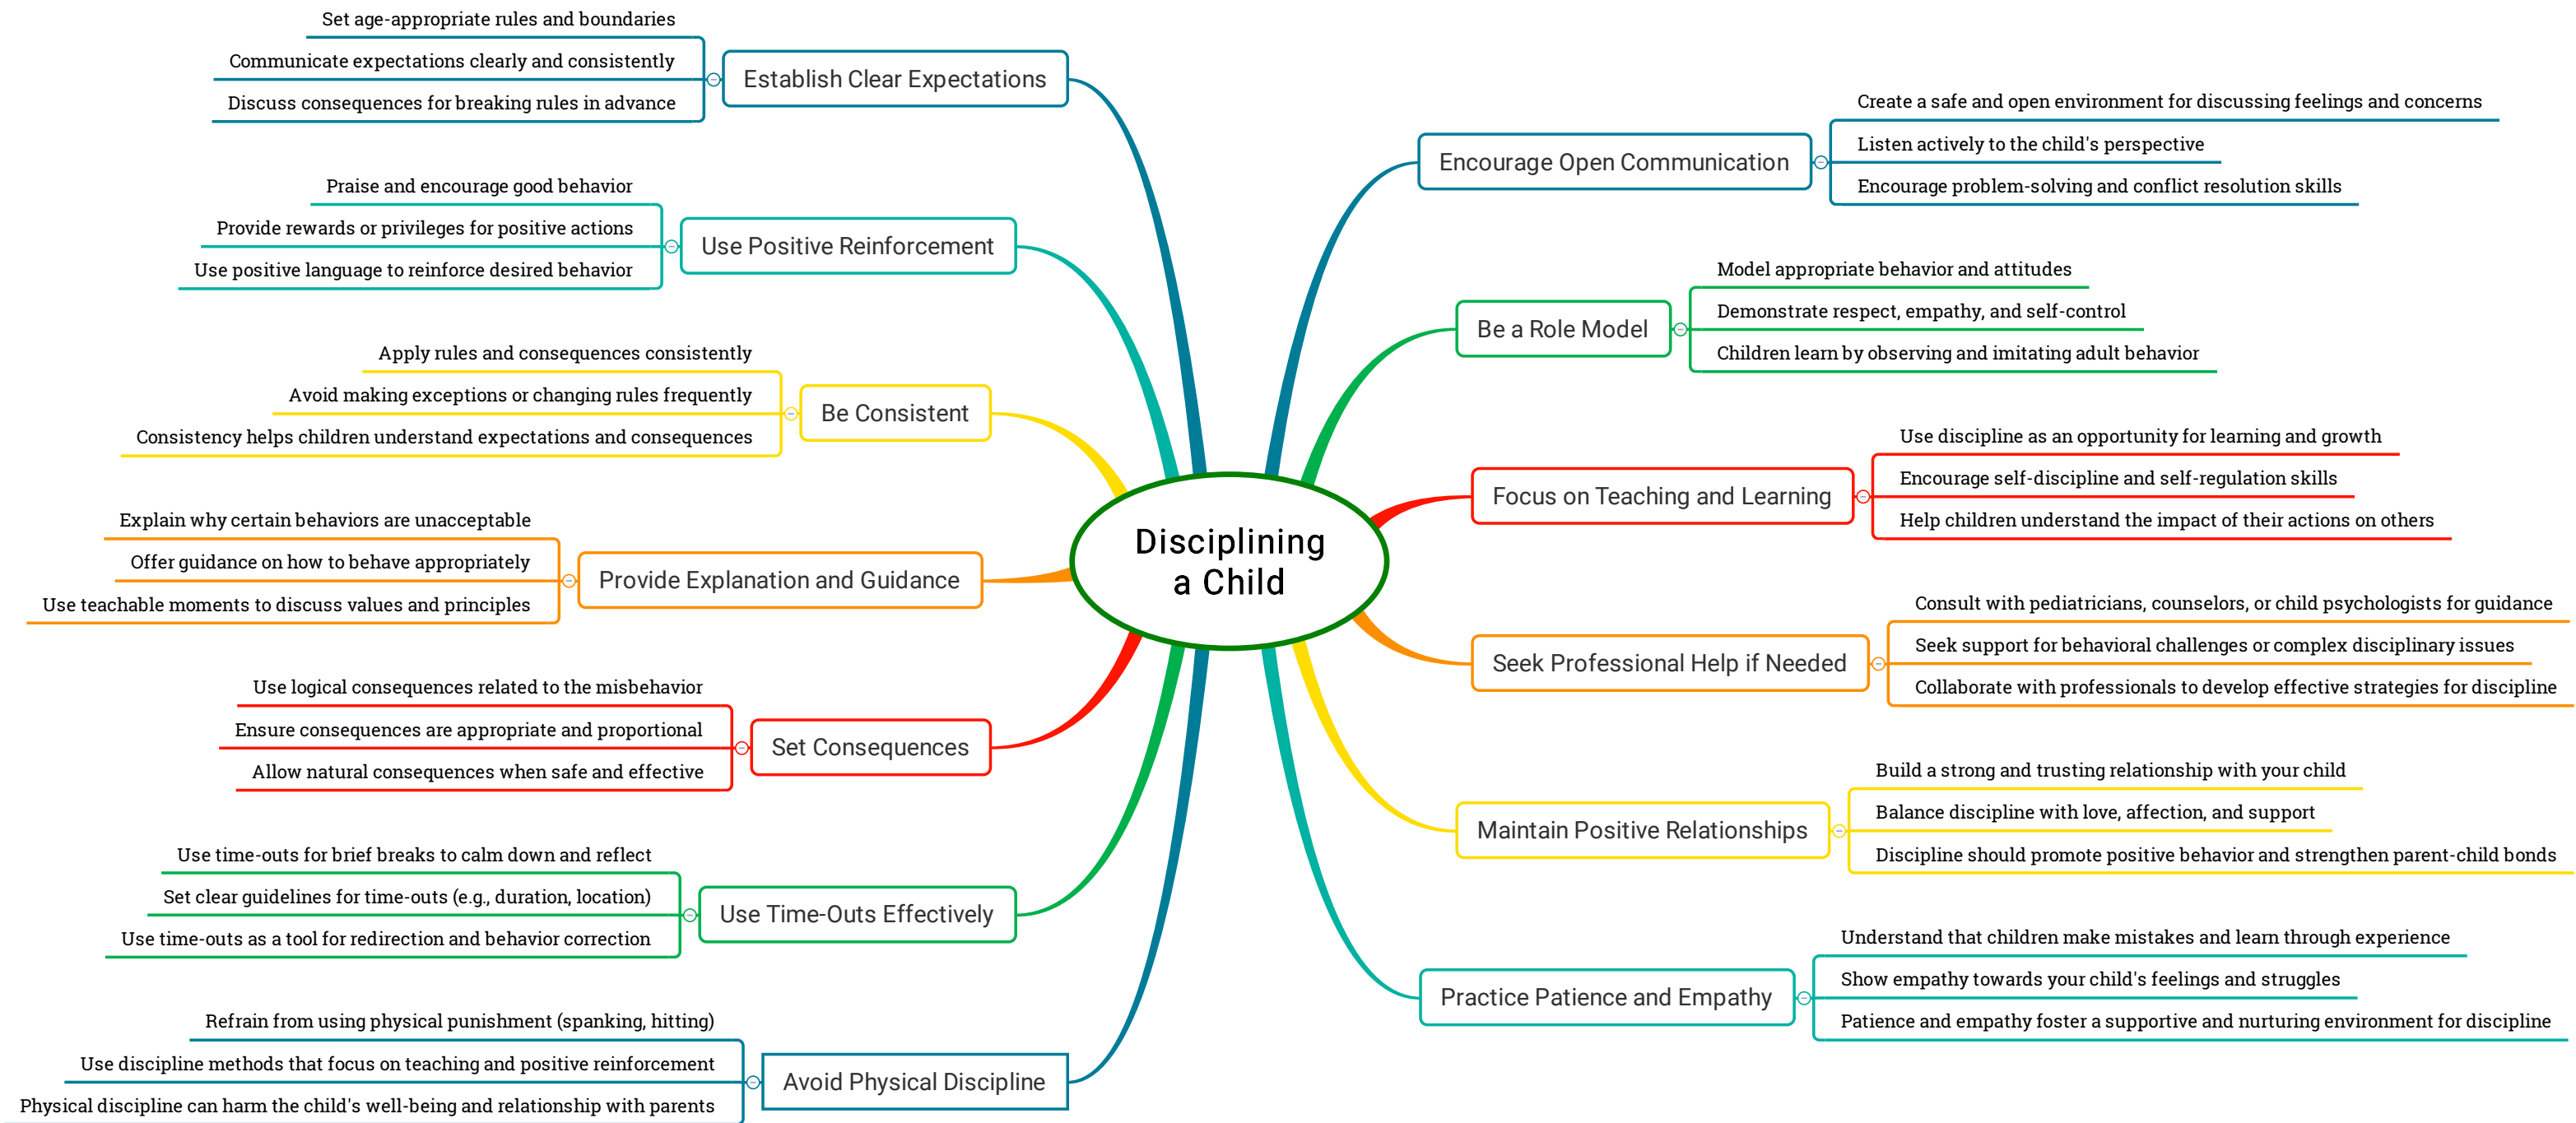 Disciplining
a Child
Establish Clear Expectations
Set age-appropriate rules and boundaries
Communicate expectations clearly and consistently
Discuss consequences for breaking rules in advance
Use Positive Reinforcement
Praise and encourage good behavior
Provide rewards or privileges for positive actions
Use positive language to reinforce desired behavior
Be Consistent
Apply rules and consequences consistently
Avoid making exceptions or changing rules frequently
Consistency helps children understand expectations and consequences
Provide Explanation and Guidance
Explain why certain behaviors are unacceptable
Offer guidance on how to behave appropriately
Use teachable moments to discuss values and principles
Set Consequences
Use logical consequences related to the misbehavior
Ensure consequences are appropriate and proportional
Allow natural consequences when safe and effective
Use Time-Outs Effectively
Use time-outs for brief breaks to calm down and reflect
Set clear guidelines for time-outs (e.g., duration, location)
Use time-outs as a tool for redirection and behavior correction
Avoid Physical Discipline
Refrain from using physical punishment (spanking, hitting)
Use discipline methods that focus on teaching and positive reinforcement
Physical discipline can harm the child's well-being and relationship with parents
Encourage Open Communication
Create a safe and open environment for discussing feelings and concerns
Listen actively to the child's perspective
Encourage problem-solving and conflict resolution skills
Be a Role Model
Model appropriate behavior and attitudes
Demonstrate respect, empathy, and self-control
Children learn by observing and imitating adult behavior
Focus on Teaching and Learning
Use discipline as an opportunity for learning and growth
Encourage self-discipline and self-regulation skills
Help children understand the impact of their actions on others
Seek Professional Help if Needed
Consult with pediatricians, counselors, or child psychologists for guidance
Seek support for behavioral challenges or complex disciplinary issues
Collaborate with professionals to develop effective strategies for discipline
Maintain Positive Relationships
Build a strong and trusting relationship with your child
Balance discipline with love, affection, and support
Discipline should promote positive behavior and strengthen parent-child bonds
Practice Patience and Empathy
Understand that children make mistakes and learn through experience
Show empathy towards your child's feelings and struggles
Patience and empathy foster a supportive and nurturing environment for discipline